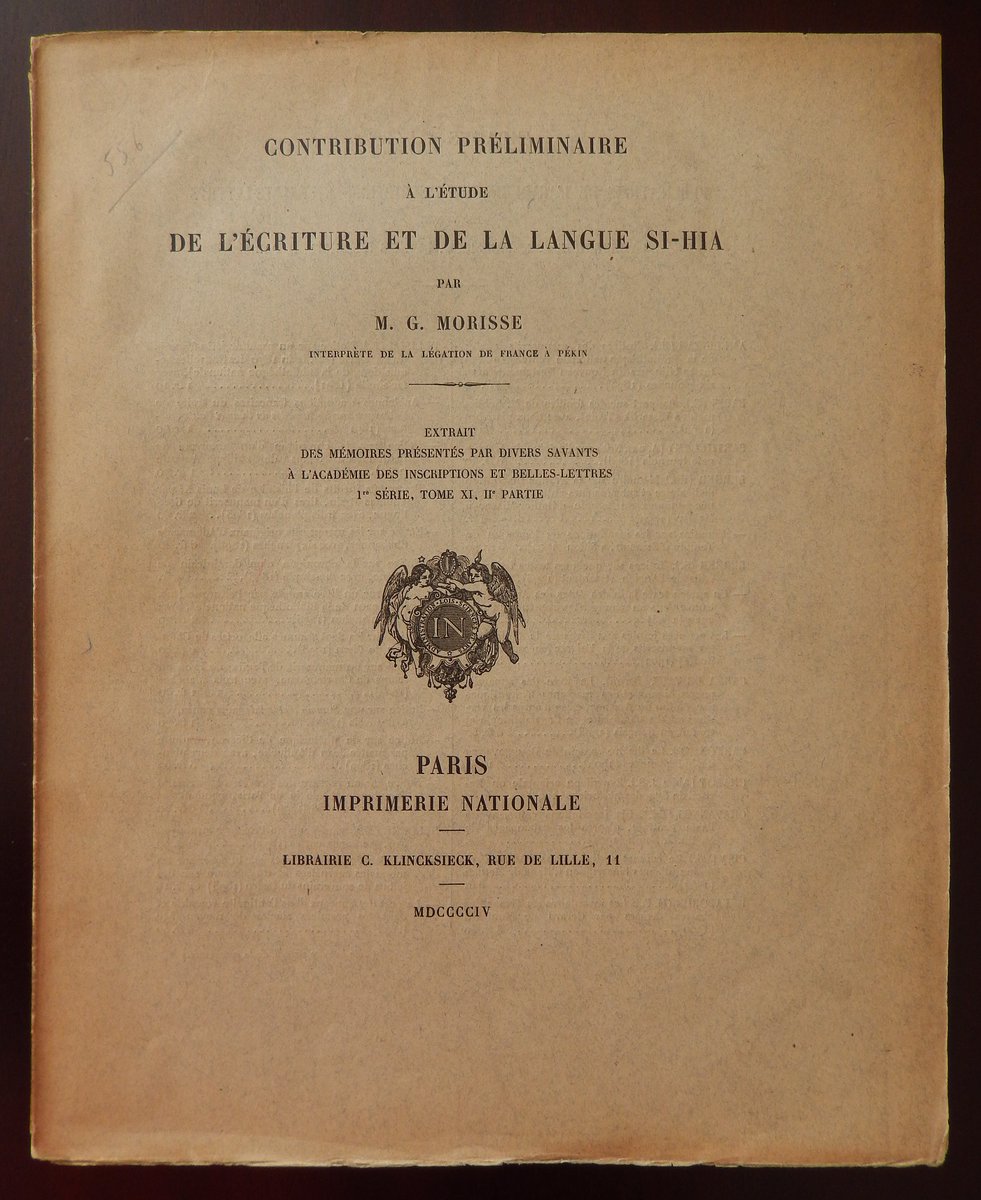 556
CONTRIBUTION PRÉLIMINAIRE
À L'ÉTUDE
DE L'ÉCRITURE ET DE LA LANGUE SI-HIA
PAR
M. G. MORISSE
INTERPRÈTE DE LA LÉGATION DE FRANCE À PÉKIN
EXTRAIT
DES MÉMOIRES PRÉSENTÉS PAR DIVERS SAVANTS
À L'ACADÉMIE DES INSCRIPTIONS ET BELLES-LETTRES
1re SÉRIE, TOME XI, IIe PARTIE
IN
PARIS
IMPRIMERIE NATIONALE
LIBRAIRIE C. KLINCKSIECK, RUE DE LILLE, 11
MDCCCCIV